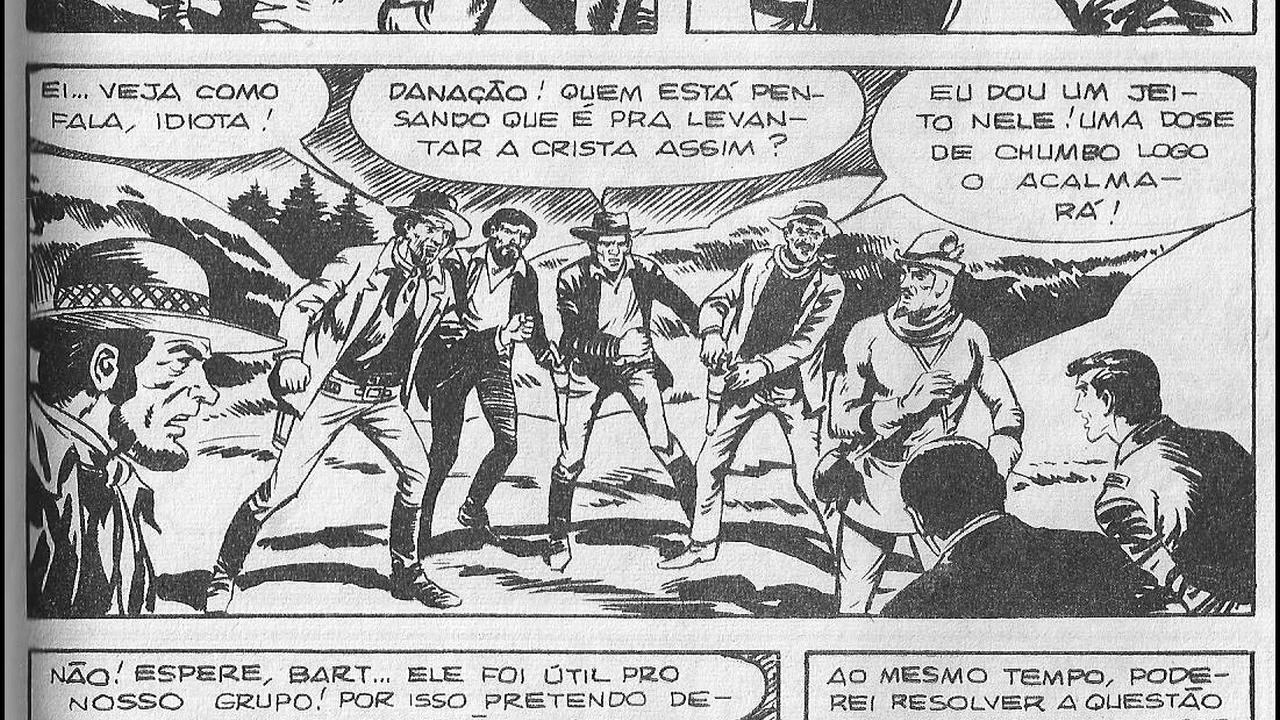 EI... VEJA COMO
FALA, IDIOTA!
DANAÇÃO! QUEM ESTÁ PEN-
SANDO QUE É PRA LEVAN-
TAR A CRISTA ASSIM?
EU DOU UM JEI-
TO NELE! UMA DOSE
DE CHUMBO LOGO
O ACALMA-
RÁ!
NÃO! ESPERE, BART... ELE FOI ÚTIL PRO
NOSSO GRUPO! POR ISSO PRETENDO DE-
AO MESMO TEMPO, PODE-
REI RESOLVER A QUESTÃO